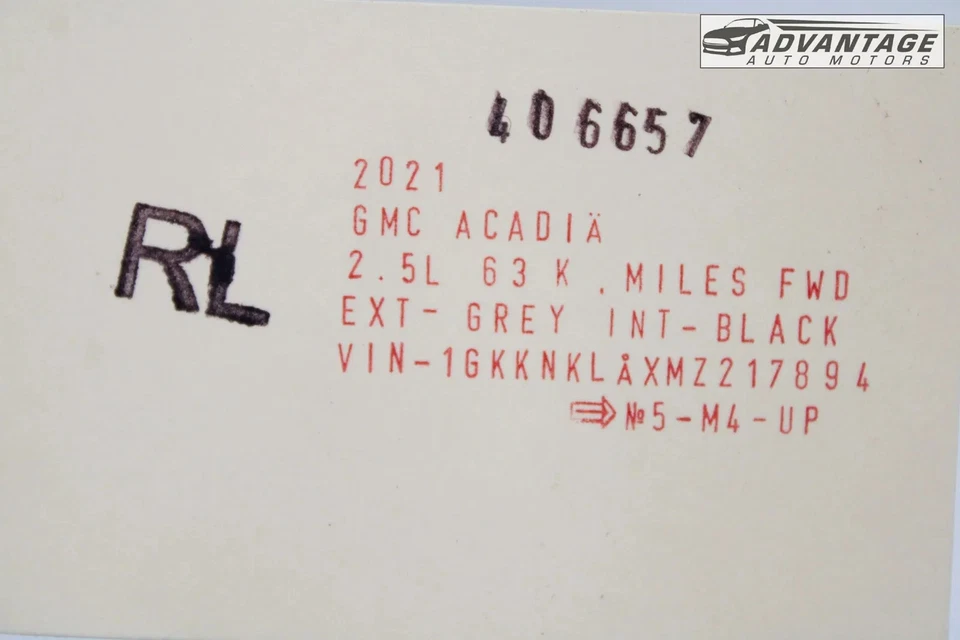 ADVANTAGE
AUTO MOTORS
406657
2021
GMC ACADIÄ
2.5L 63 K . MILES FWD
RL
EXT- GREY INT-BLACK
VIN-1GKKNKLÅXMZ217894
⇛ №5-M4-UP